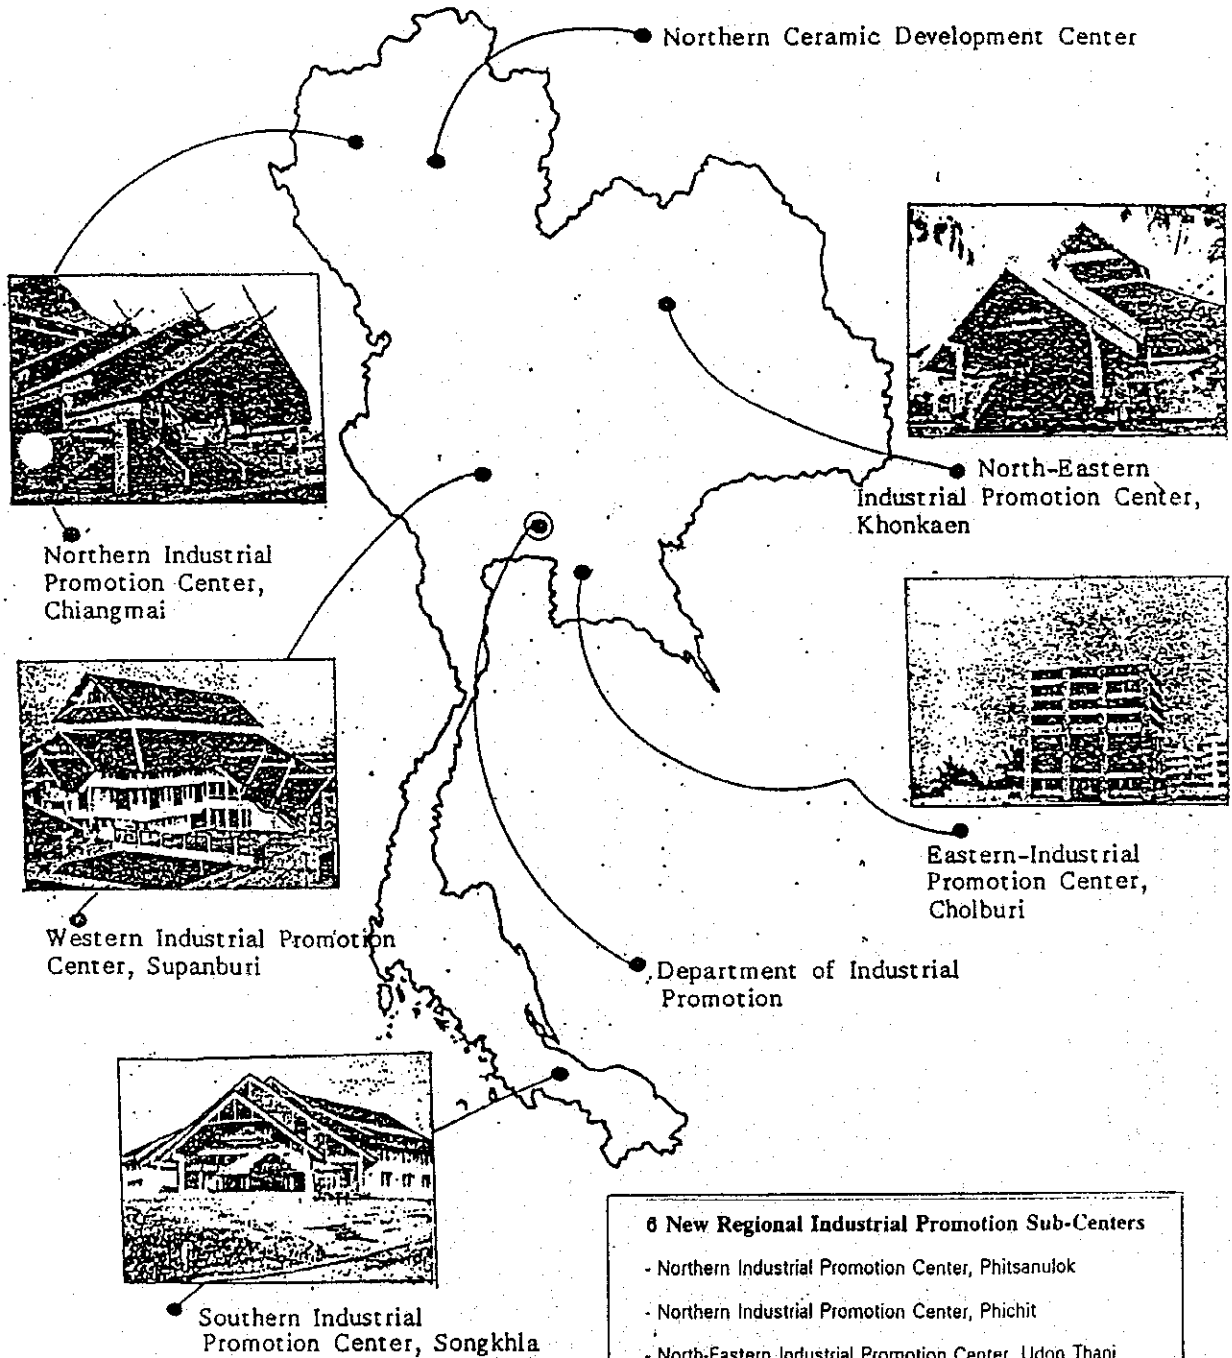 Northern Ceramic Development Center
North-Eastern
Industrial Promotion Center,
Khonkaen
Northern Industrial
Promotion Center,
Chiangmai
Eastern-Industrial
Promotion Center,
Cholburi
Western Industrial Promotion
Center, Supanburi
Department of Industrial
Promotion
Southern Industrial
Promotion Center, Songkhla
6 New Regional Industrial Promotion Sub-Centers
- Northern Industrial Promotion Center, Phitsanulok
- Northern Industrial Promotion Center, Phichit
- North-Eastern Industrial Promotion Center, Udon Thani